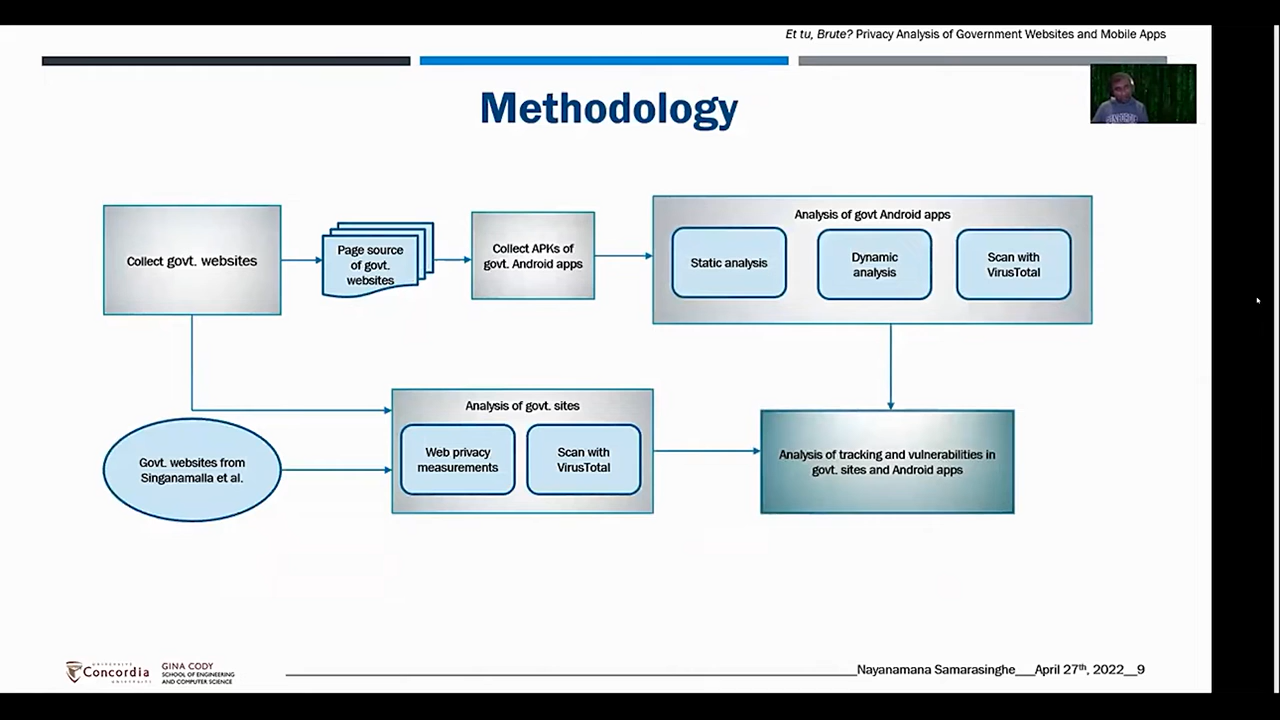 Et tu, Brute? Privacy Analysis of Government Websites and Mobile Apps
Methodology
Collect govt. websites
Page source
of govt.
websites
Collect APKs of
govt. Android apps
Analysis of govt Android apps
Static analysis
Dynamic
analysis
Scan with
VirusTotal
Govt. websites from
Singanamalla et al.
Analysis of govt. sites
Web privacy
measurements
Scan with
VirusTotal
Analysis of tracking and vulnerabilities in
govt. sites and Android apps
UNIVERSITÉ
Concordia
UNIVERSITY
GINA CODY
SCHOOL OF ENGINEERING
AND COMPUTER SCIENCE
Nayanamana Samarasinghe___April 27th, 2022__9